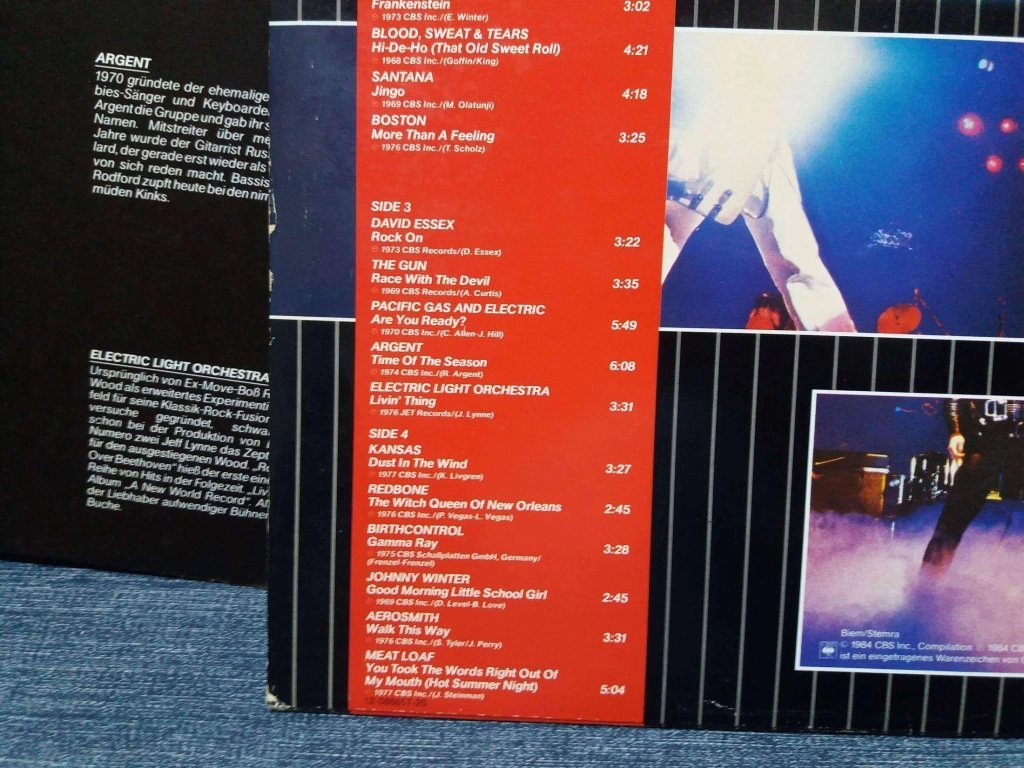 ARGENT
1970 gründete der ehemalige
bies-Sänger und Keyboarde
Argent die Gruppe und gab ihr s
Namen. Mitstreiter über me
Jahre wurde der Gitarrist Rus
lard, der gerade erst wieder als
von sich reden macht. Bassis
Rodford zupft heute bei den nim
müden Kinks.
ELECTRIC LIGHT ORCHESTRA
Ursprünglich von Ex-Move-Boß R
Wood als erweitertes Experimenti
feld für seine Klassik-Rock-Fusion
versuche gegründet, schwa
schon bei der Produktion von
Numero zwei Jeff Lynne das Zept
für den ausgestiegenen Wood. „Ro
Over Beethoven" hieß der erste ein
Reihe von Hits in der Folgezeit. „Liv
Album „A New World Record". Al
der Liebhaber aufwendiger Bühne
Buche.
Frankenstein 3:02
℗ 1973 CBS Inc./(E. Winter)
BLOOD, SWEAT & TEARS
Hi-De-Ho (That Old Sweet Roll) 4:21
℗ 1968 CBS Inc./(Goffin/King)
SANTANA
Jingo 4:18
℗ 1969 CBS Inc./(M. Olatunji)
BOSTON
More Than A Feeling 3:25
℗ 1976 CBS Inc./(T. Scholz)
SIDE 3
DAVID ESSEX
Rock On 3:22
℗ 1973 CBS Records/(D. Essex)
THE GUN
Race With The Devil 3:35
℗ 1969 CBS Records/(A. Curtis)
PACIFIC GAS AND ELECTRIC
Are You Ready? 5:49
℗ 1970 CBS Inc./(C. Allen-J. Hill)
ARGENT
Time Of The Season 6:08
℗ 1974 CBS Inc./(R. Argent)
ELECTRIC LIGHT ORCHESTRA
Livin' Thing 3:31
℗ 1976 JET Records/(J. Lynne)
SIDE 4
KANSAS
Dust In The Wind 3:27
℗ 1977 CBS Inc./(K. Livgren)
REDBONE
The Witch Queen Of New Orleans 2:45
℗ 1976 CBS Inc./(P. Vegas-L. Vegas)
BIRTHCONTROL
Gamma Ray 3:28
℗ 1975 CBS Schallplatten GmbH, Germany/
(Frenzel-Frenzel)
JOHNNY WINTER
Good Morning Little School Girl 2:45
℗ 1969 CBS Inc./(D. Level-B. Love)
AEROSMITH
Walk This Way 3:31
℗ 1976 CBS Inc./(S. Tyler/J. Perry)
MEAT LOAF
You Took The Words Right Out Of
My Mouth (Hot Summer Night) 5:04
℗ 1977 CBS Inc./(J. Steinman)
12-088657-20
Biem/Stemra
© 1984 CBS Inc., Compilation ℗ 1984 CB
ist ein eingetragenes Warenzeichen von